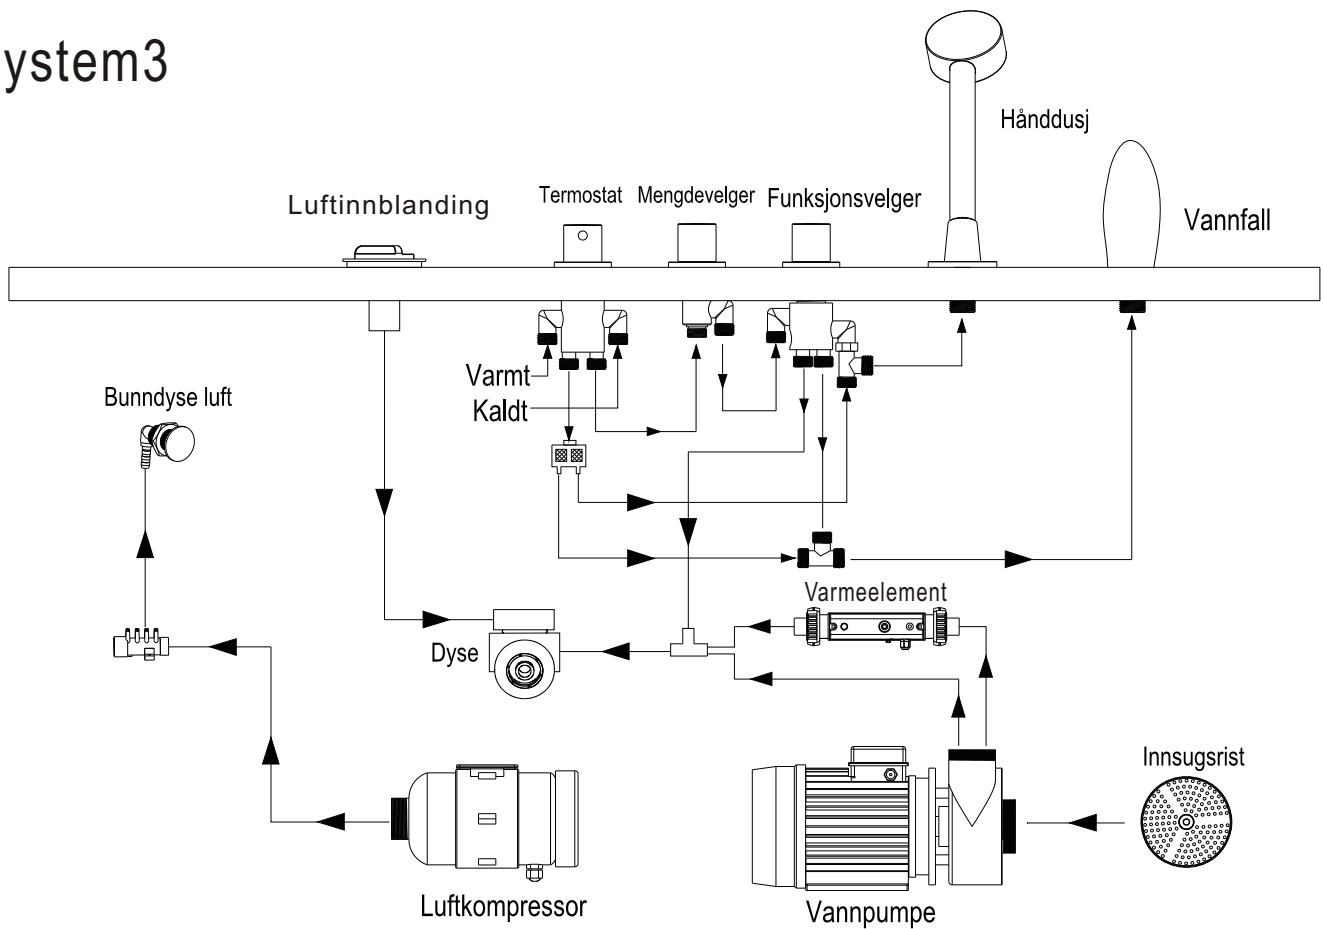 ystem3
Hånddusj
Luftinnblanding
Termostat
Mengdevelger
Funksjonsvelger
Vannfall
Varmt
Kaldt
Bunndyse luft
Varmeelement
Dyse
Innsugsrist
Luftkompressor
Vannpumpe